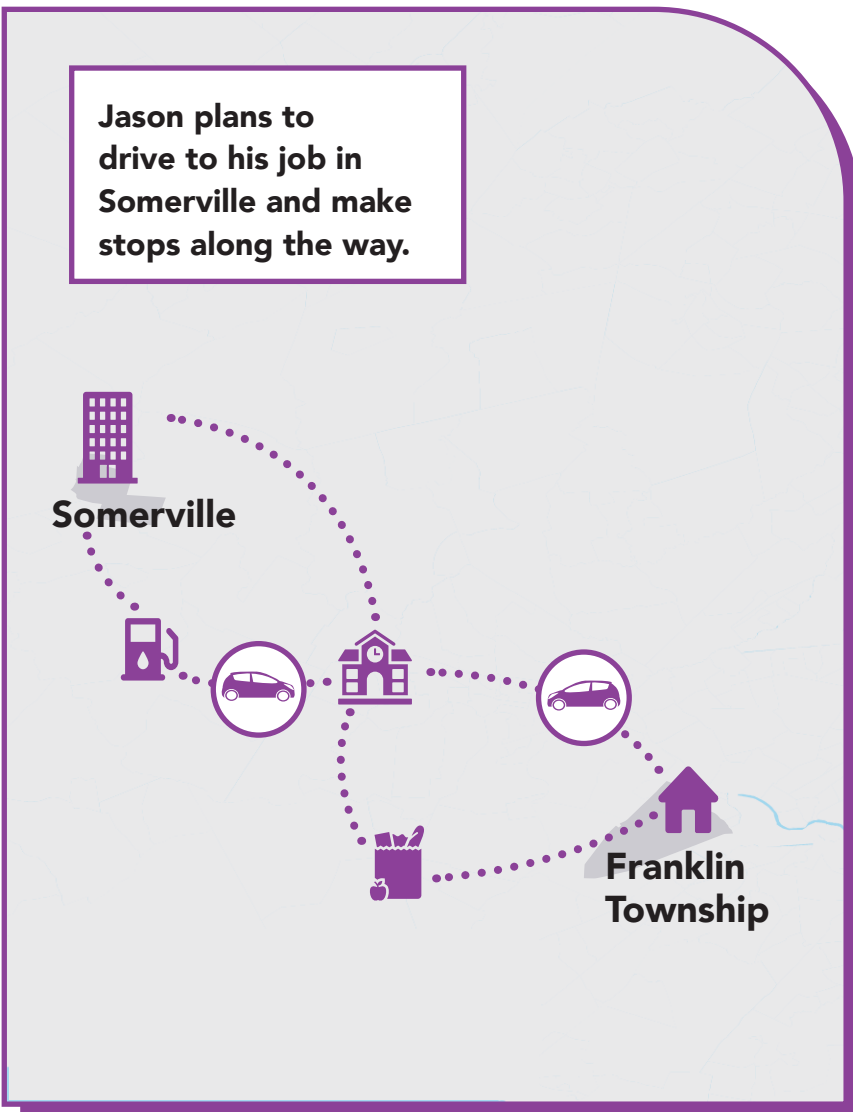 Jason plans to
drive to his job in
Somerville and make
stops along the way.
Somerville
Franklin
Township